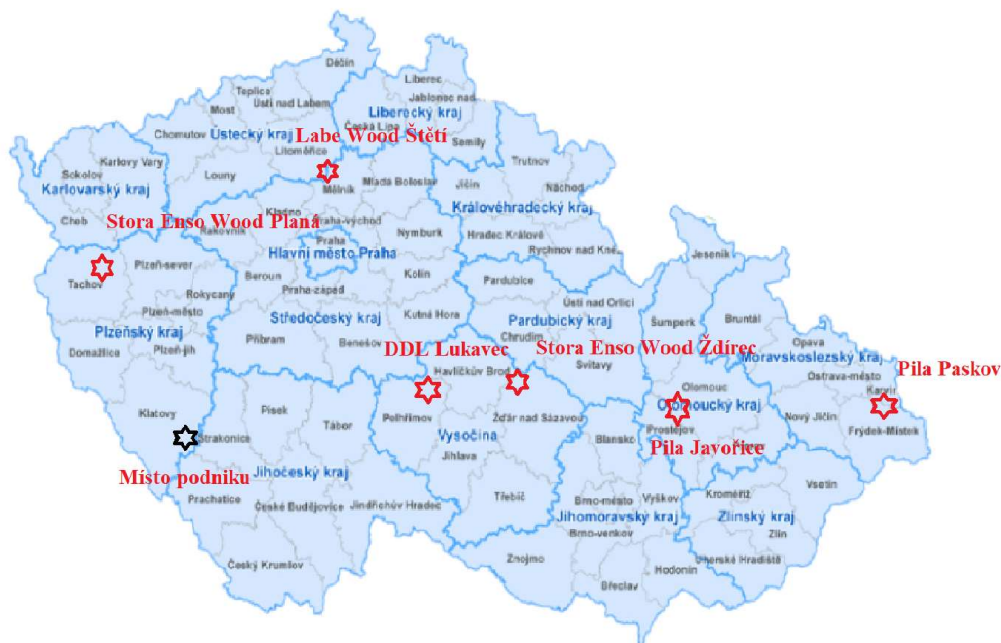 Děčín
Liberec
Teplice
Ústí nad Labem
Jablonec nad
Liberecký kraj
Most
Chomutov
Ústecký kraj
Česká Lípa
Labe Wood Štětí
Semily
Litoměřice
Trutnov
Karlovy Vary
Sokolov
Karlovarský kraj
Louny
Mělník
Mladá Boleslav
Jičín
Náchod
Královéhradecký kraj
Cheb
Stora Enso Wood Planá
Kladno
Praha-východ
Rakovník
Nymburk
Hradec Králové
Rychnov nad Kně
Praha
Hlavní město Praha
Jeseník
Plzeň-sever
Tachov
Beroun
Kolín
Pardubice
Praha-západ
Rokycany
Ústí nad Orlicí
Plzeň-město
Středočeský kraj
Kutná Hora
Pardubický kraj
Šumperk
Bruntál
Plzeňský kraj
Příbram
Benešov
Chrudim
Opava
Domažlice
Plzeň-jih
DDL Lukavec
Stora Enso Wood Ždírec
Moravskoslezský kraj
Svitavy
Pila Paskov
Havlíčkův Brod
Ostrava-město
Karvin
Olomouc
Olomoucký kraj
Klatovy
Písek
Tábor
Pelhřimov
Žďár nad Sázavou
Nový Jičín
Frýdek-Místek
Strakonice
Vysočina
Blansko
Prostějov
Pila Javořice
Místo podniku
Jihočeský kraj
Jihlava
Vsetín
Prachatice
České Budějovice
Jindřichův Hradec
Třebíč
Brno-město
Vyškov
Kroměříž
Jihomoravský kraj
Zlínský kraj
Brno-venkov
Zlín
Znojmo
Uherské Hradiště
Český Krumlov
Hodonín
Břeclav